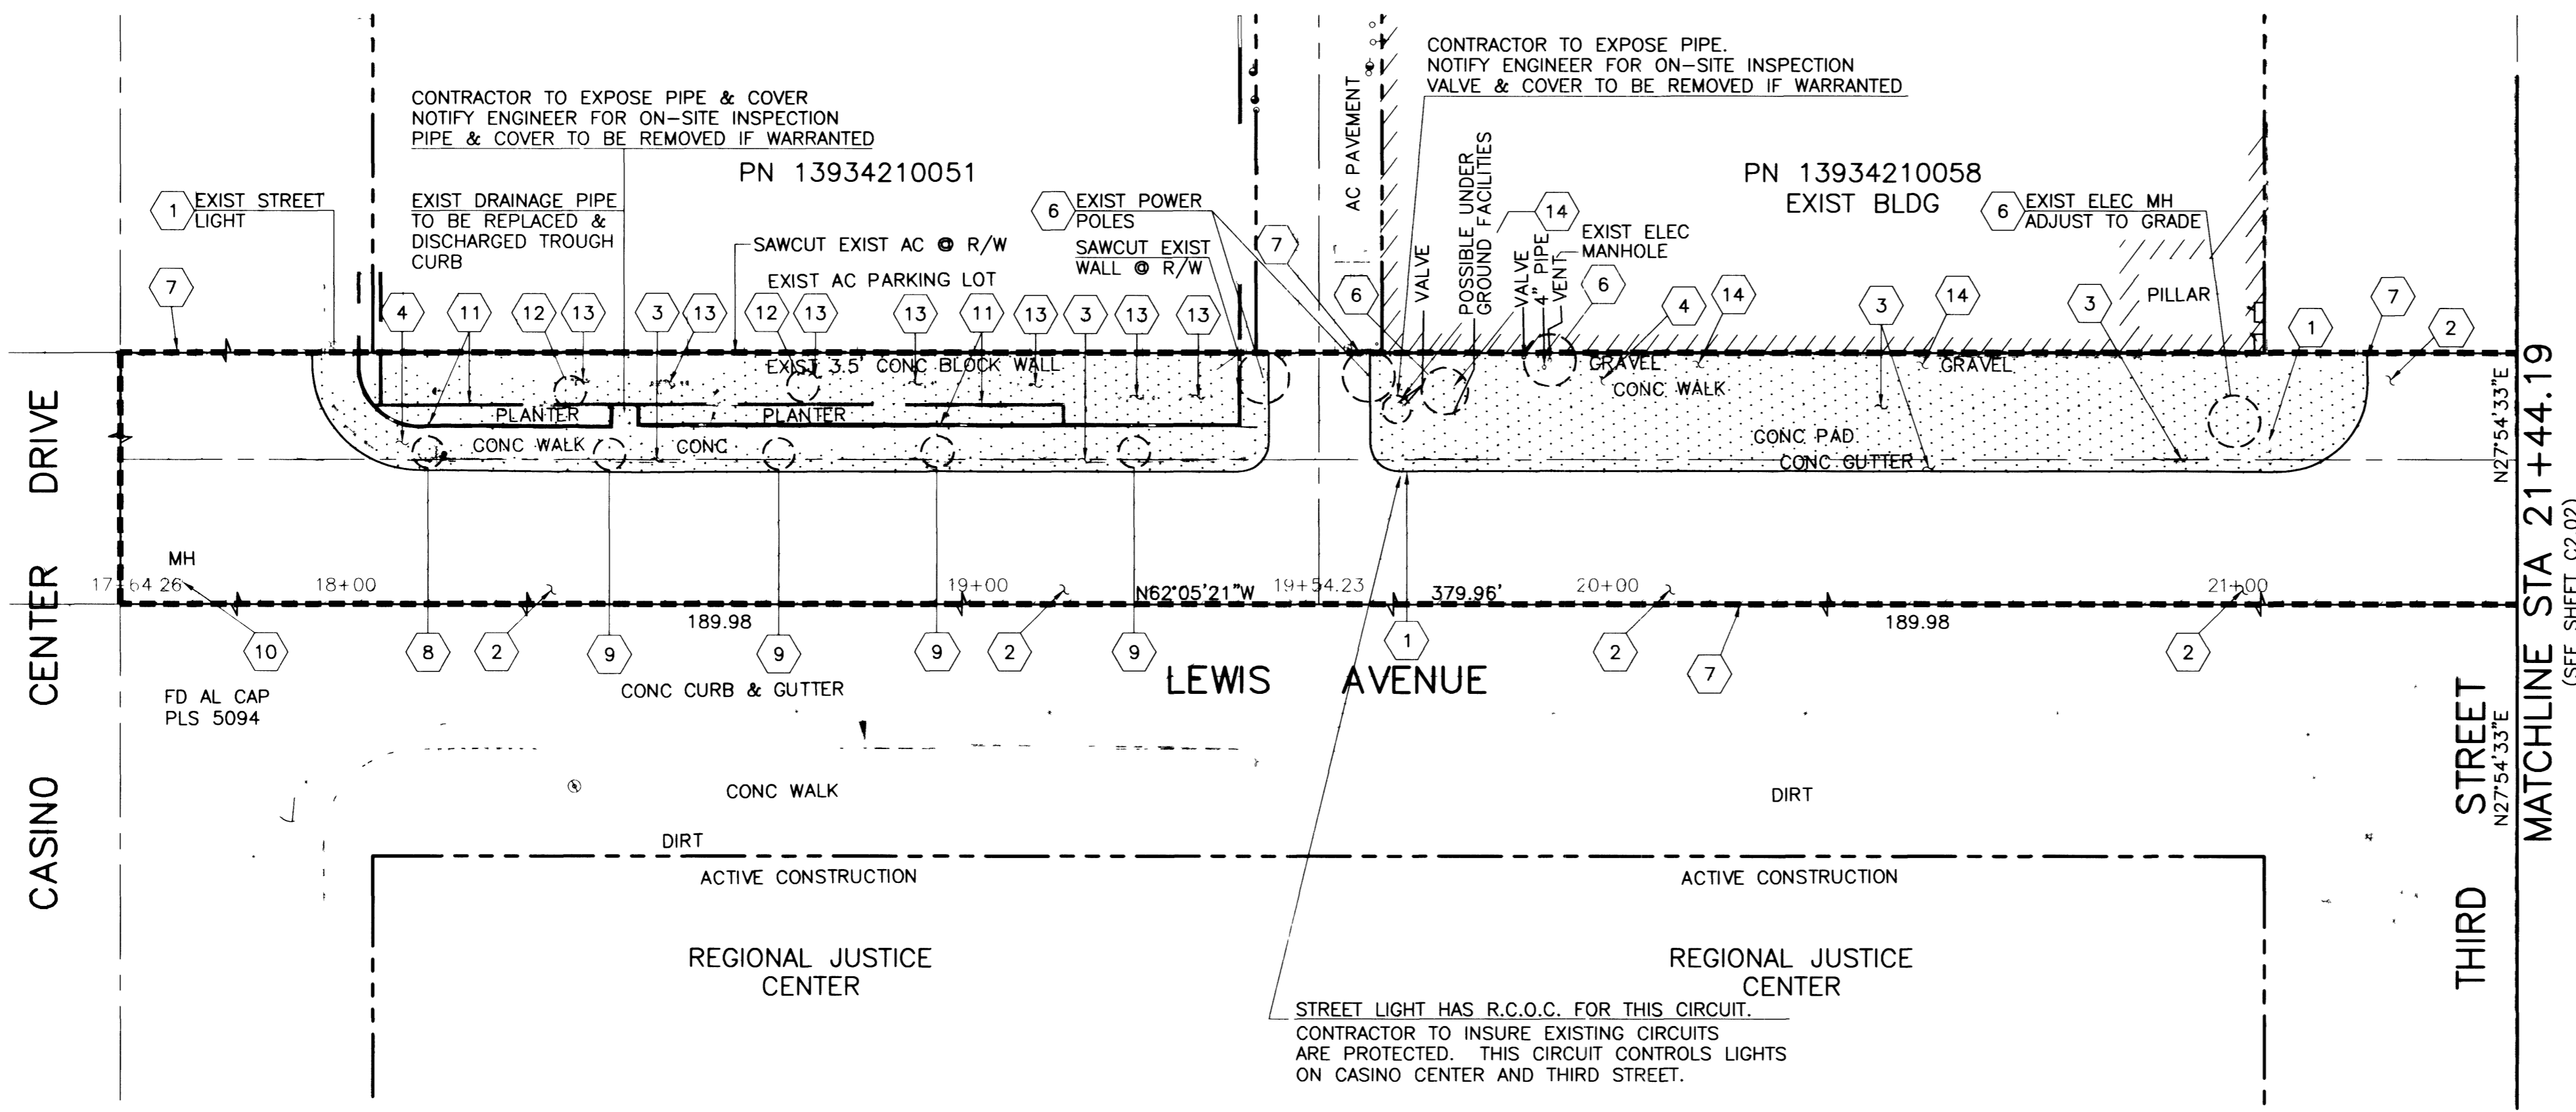 CONTRACTOR TO EXPOSE PIPE.
NOTIFY ENGINEER FOR ON-SITE INSPECTION
VALVE & COVER TO BE REMOVED IF WARRANTED
CONTRACTOR TO EXPOSE PIPE & COVER
NOTIFY ENGINEER FOR ON-SITE INSPECTION
PIPE & COVER TO BE REMOVED IF WARRANTED
PN 13934210051
AC PAVEMENT
PN 13934210058
EXIST BLDG
1
EXIST STREET
LIGHT
EXIST DRAINAGE PIPE
TO BE REPLACED &
DISCHARGED TROUGH
CURB
6
EXIST POWER
POLES
SAWCUT EXIST AC @ R/W
SAWCUT EXIST
WALL @ R/W
EXIST AC PARKING LOT
7
VALVE
POSSIBLE UNDER
GROUND FACILITIES
14
VALVE
4" PIPE
VENT
EXIST ELEC
MANHOLE
6
EXIST ELEC MH
ADJUST TO GRADE
PILLAR
7
4
11
12
13
3
13
12
13
13
11
13
3
13
13
6
6
4
14
3
14
3
1
7
2
EXIST 3.5' CONC BLOCK WALL
GRAVEL
GRAVEL
CONC WALK
PLANTER
PLANTER
CONC WALK
CONC
CONC PAD
CONC GUTTER
N27°54'33"E
MH
17+64.26
18+00
19+00
N62°05'21"W
19+54.23
379.96'
20+00
21+00
189.98
189.98
10
8
2
9
9
9
2
9
1
2
7
2
LEWIS AVENUE
FD AL CAP
PLS 5094
CONC CURB & GUTTER
CONC WALK
DIRT
DIRT
ACTIVE CONSTRUCTION
ACTIVE CONSTRUCTION
REGIONAL JUSTICE
CENTER
REGIONAL JUSTICE
CENTER
STREET LIGHT HAS R.C.O.C. FOR THIS CIRCUIT.
CONTRACTOR TO INSURE EXISTING CIRCUITS
ARE PROTECTED. THIS CIRCUIT CONTROLS LIGHTS
ON CASINO CENTER AND THIRD STREET.
CASINO CENTER DRIVE
THIRD STREET
N27°54'33"E
MATCHLINE STA 21+44.19
(SEE SHEET C2.02)